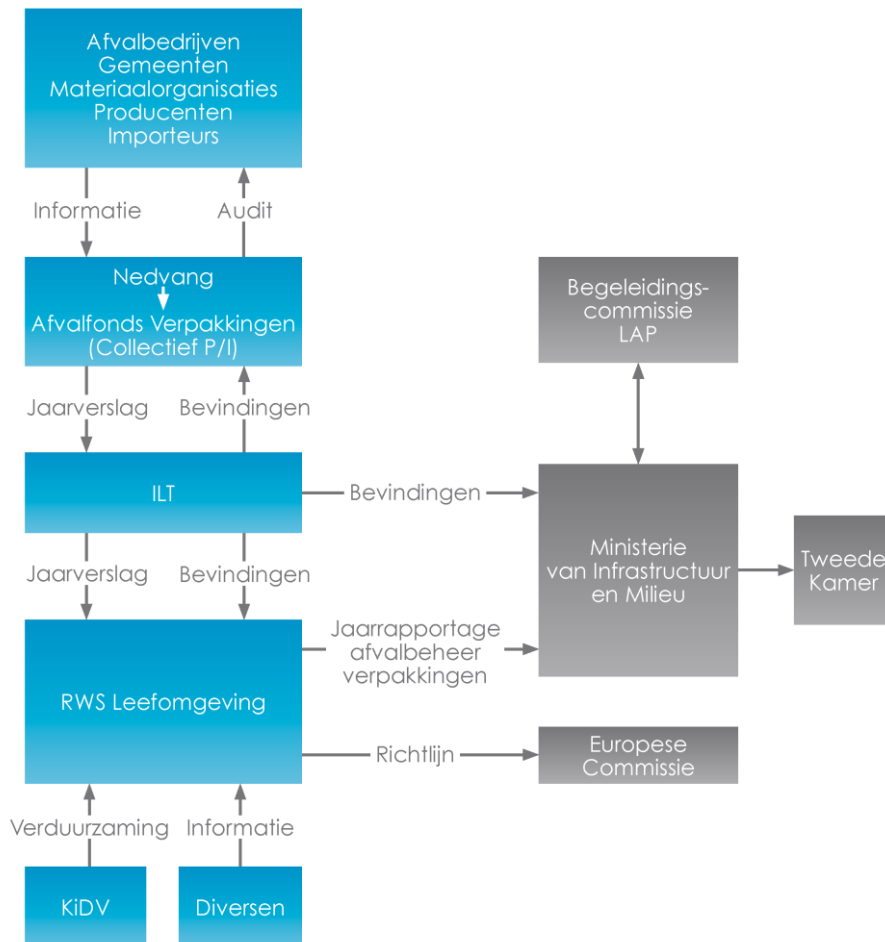 Afvalbedrijven
Gemeenten
Materiaalorganisaties
Producenten
Importeurs
Informatie
Audit
Nedvang
Afvalfonds Verpakkingen
(Collectief P/I)
Begeleidings-
commissie
LAP
Jaarverslag
Bevindingen
ILT
Bevindingen
Ministerie
van Infrastructuur
en Milieu
Tweede
Kamer
Jaarverslag
Bevindingen
Jaarrapportage
afvalbeheer
verpakkingen
RWS Leefomgeving
Richtlijn
Europese
Commissie
Verduurzaming
Informatie
KiDV
Diversen